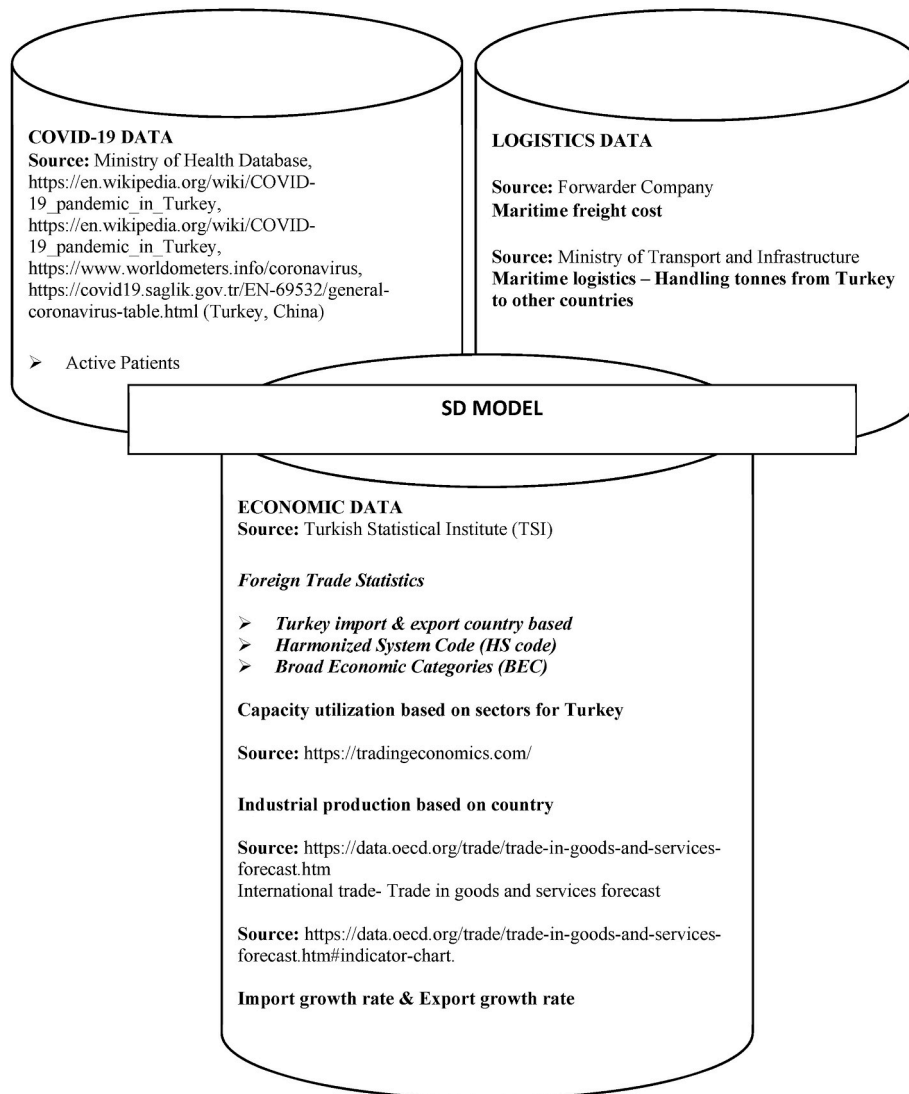 COVID-19 DATA
Source: Ministry of Health Database,
https://en.wikipedia.org/wiki/COVID-
19_pandemic_in_Turkey,
https://en.wikipedia.org/wiki/COVID-
19_pandemic_in_Turkey,
https://www.worldometers.info/coronavirus,
https://covid19.saglik.gov.tr/EN-69532/general-
coronavirus-table.html (Turkey, China)
➢ Active Patients
LOGISTICS DATA
Source: Forwarder Company
Maritime freight cost
Source: Ministry of Transport and Infrastructure
Maritime logistics – Handling tonnes from Turkey
to other countries
SD MODEL
ECONOMIC DATA
Source: Turkish Statistical Institute (TSI)
Foreign Trade Statistics
➢ Turkey import & export country based
➢ Harmonized System Code (HS code)
➢ Broad Economic Categories (BEC)
Capacity utilization based on sectors for Turkey
Source: https://tradingeconomics.com/
Industrial production based on country
Source: https://data.oecd.org/trade/trade-in-goods-and-services-
forecast.htm
International trade- Trade in goods and services forecast
Source: https://data.oecd.org/trade/trade-in-goods-and-services-
forecast.htm#indicator-chart.
Import growth rate & Export growth rate